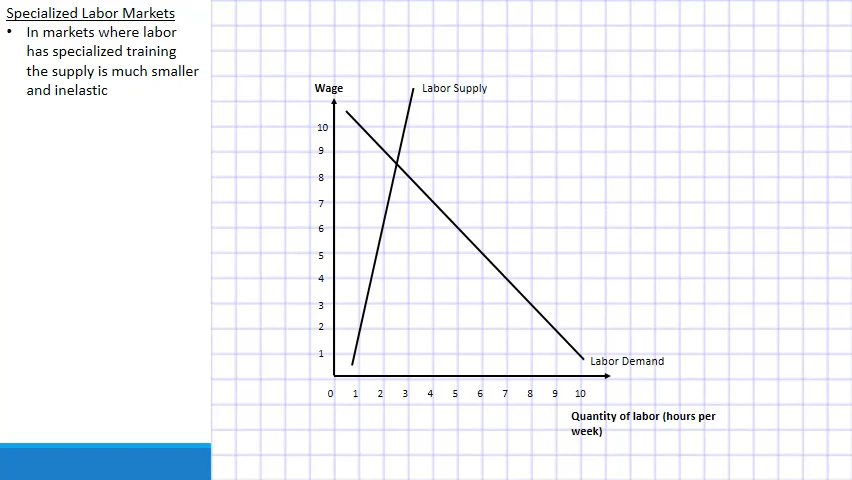 Specialized Labor Markets
• In markets where labor
has specialized training
the supply is much smaller
and inelastic
Wage
Labor Supply
10
9
8
7
6
5
4
3
2
1
Labor Demand
0 1 2 3 4 5 6 7 8 9 10
Quantity of labor (hours per
week)